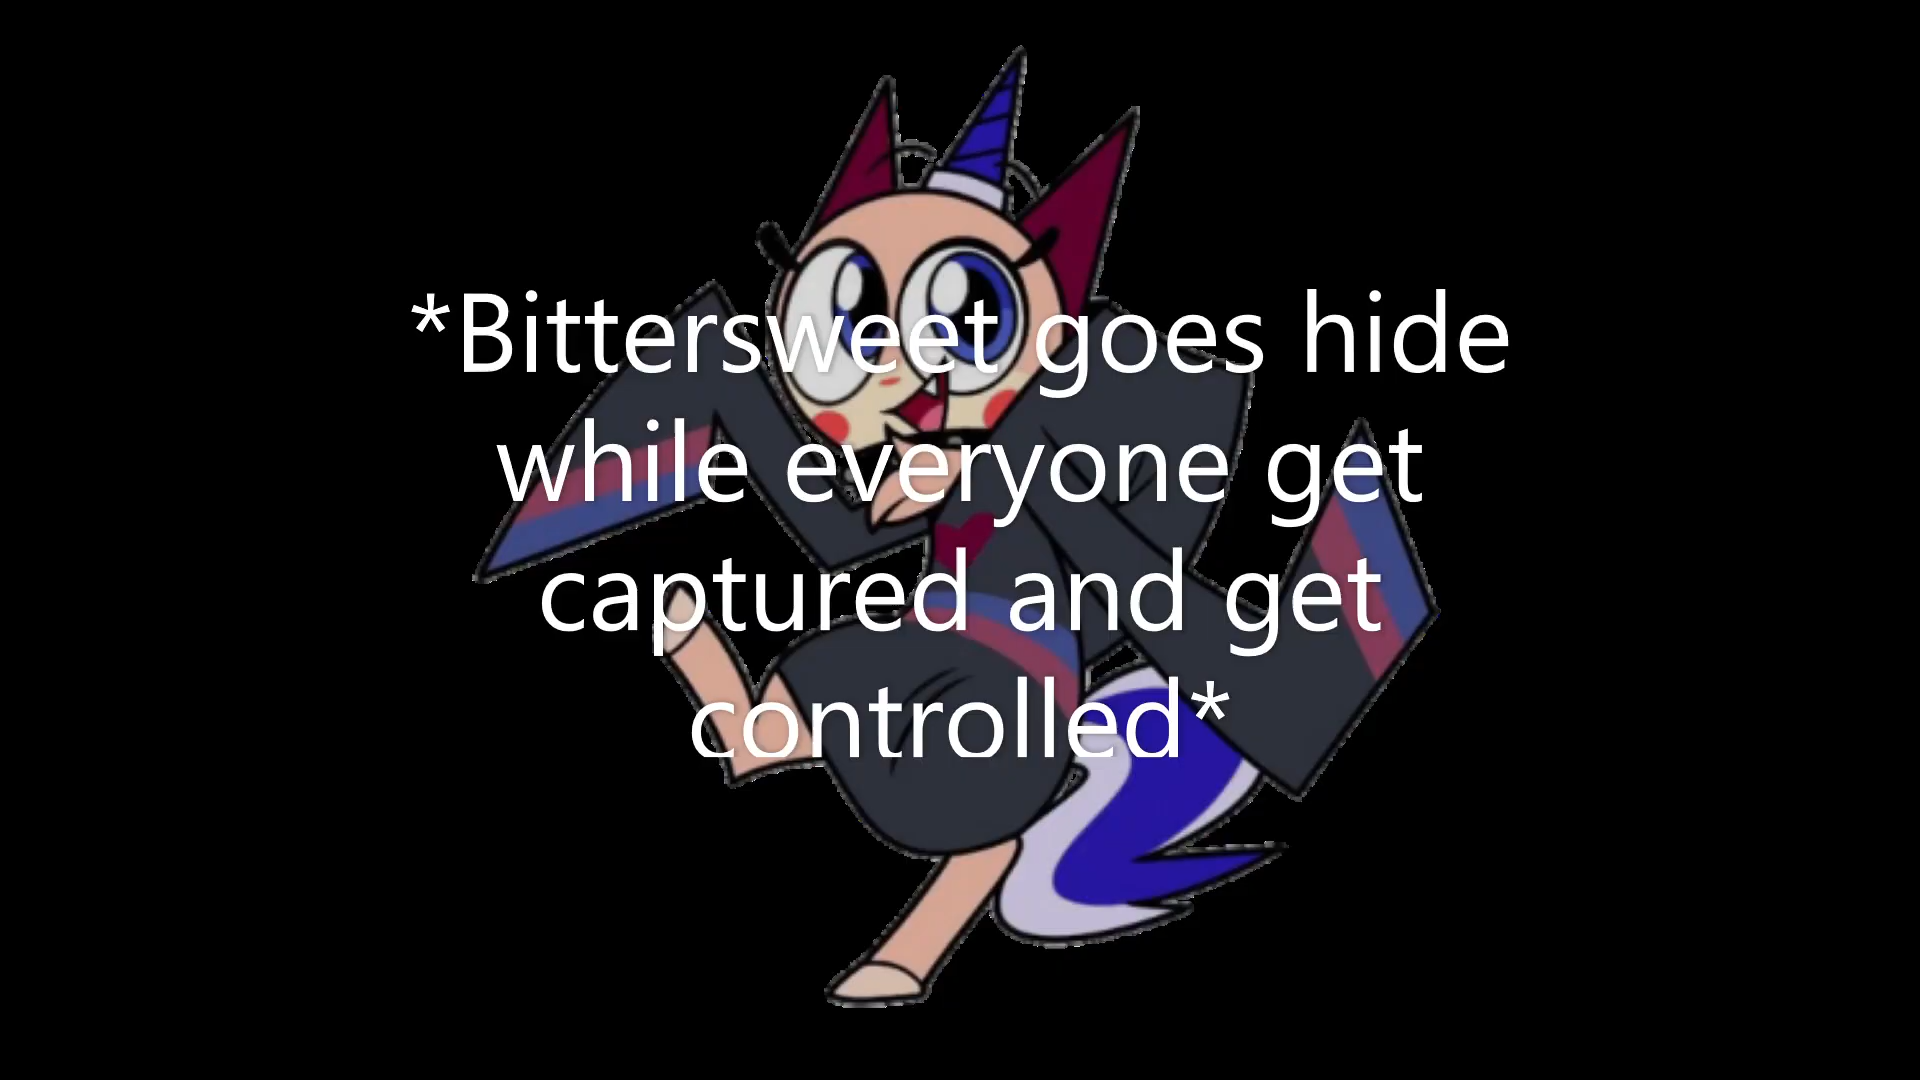 *Bittersweet goes hide
while everyone get
captured and get
controlled*